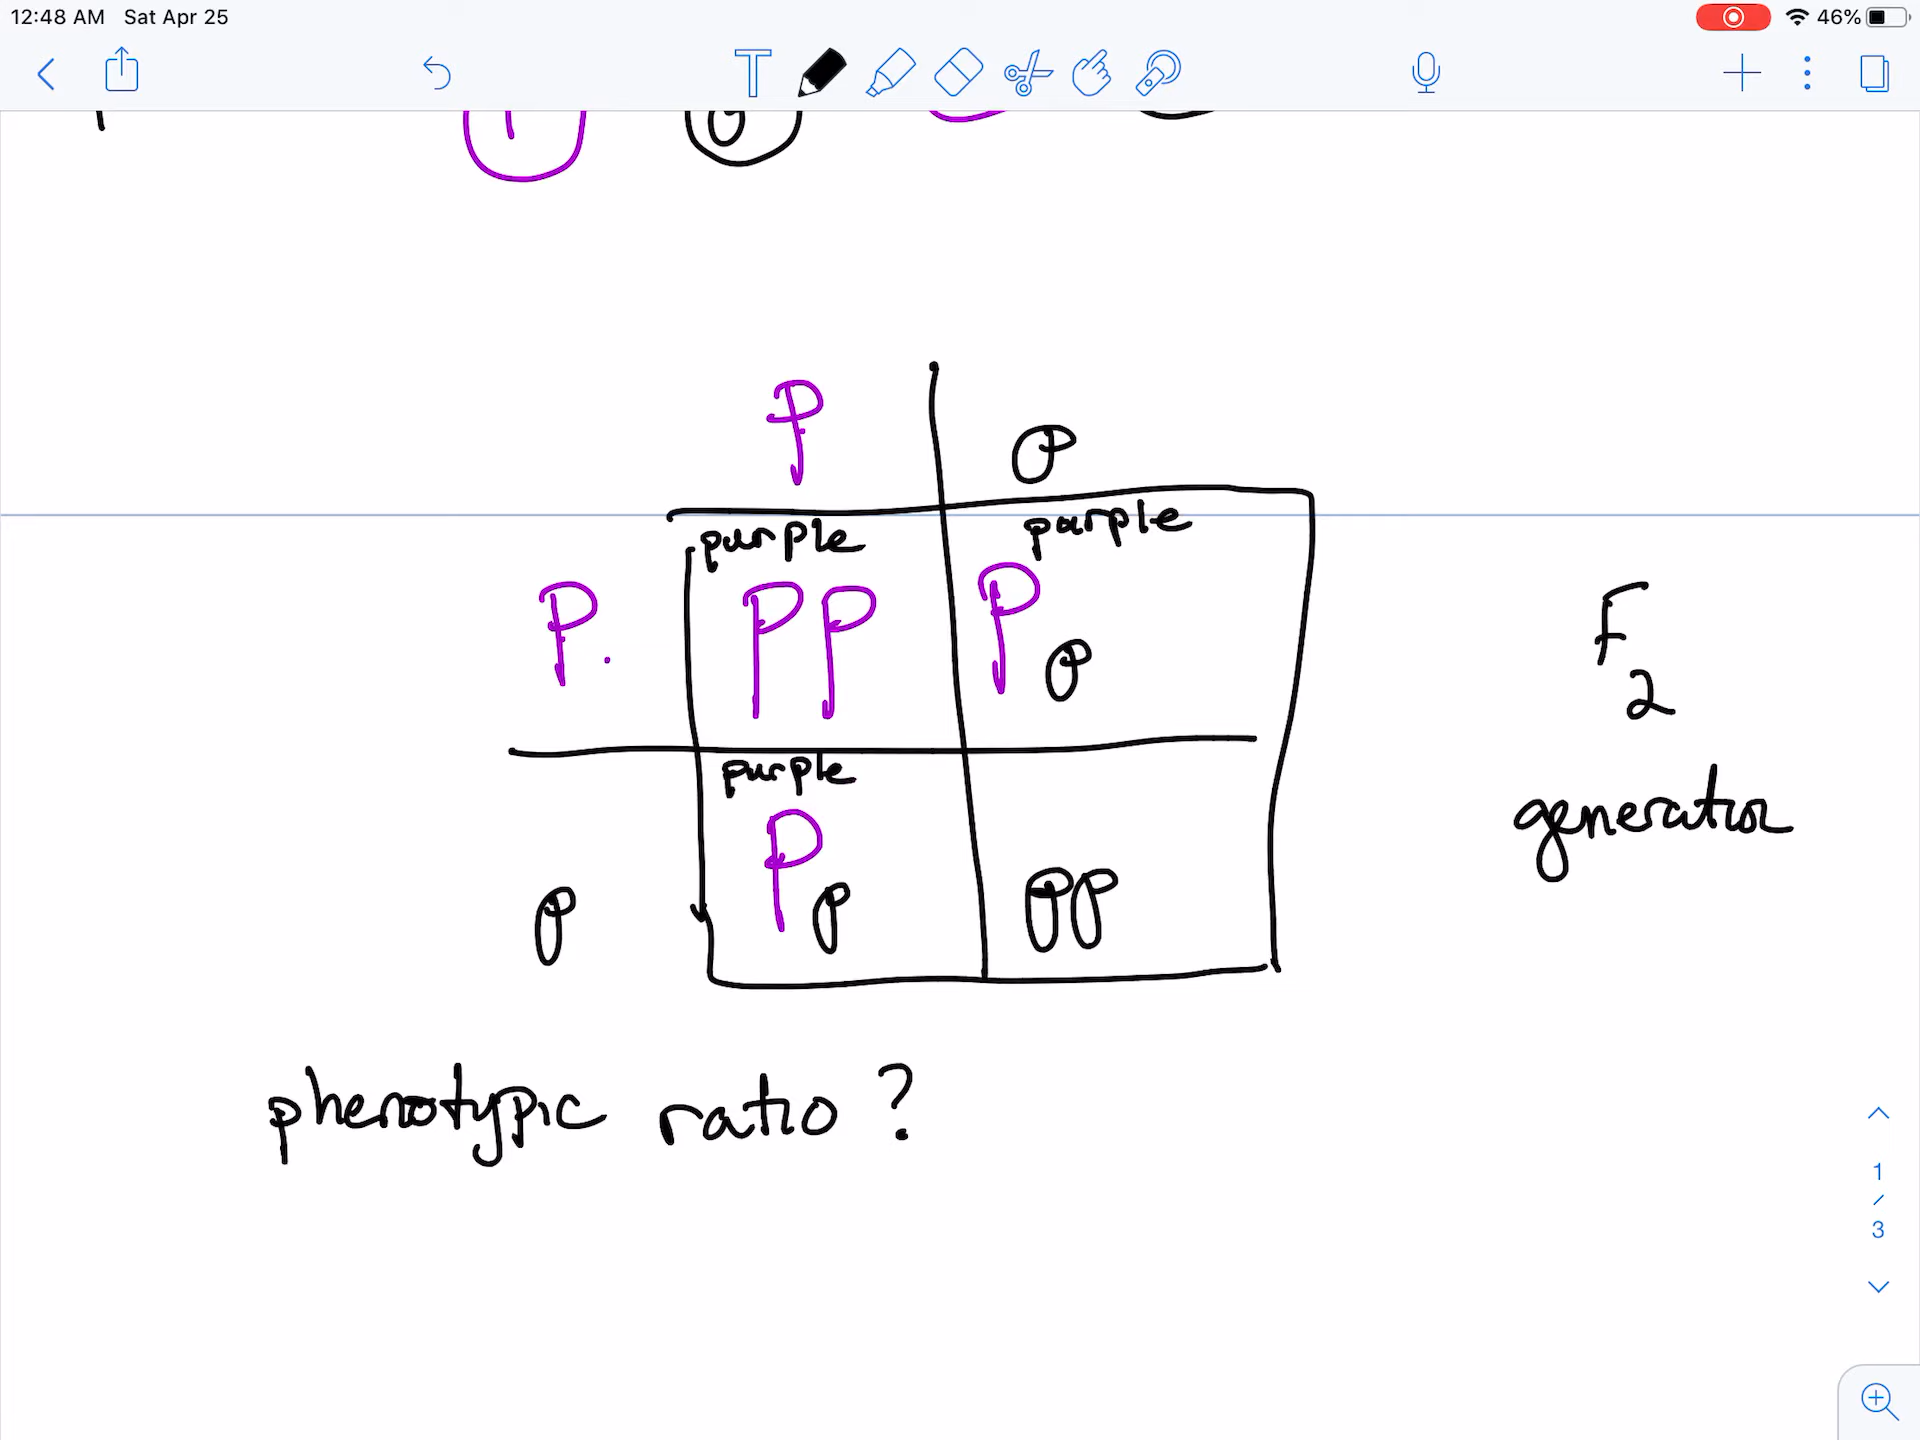 12:48 AM Sat Apr 25
46%
T
P
p
purple
purple
P.
PP
Pp
F2
generation
purple
p
Pp
pp
phenotypic ratio?
1
/
3